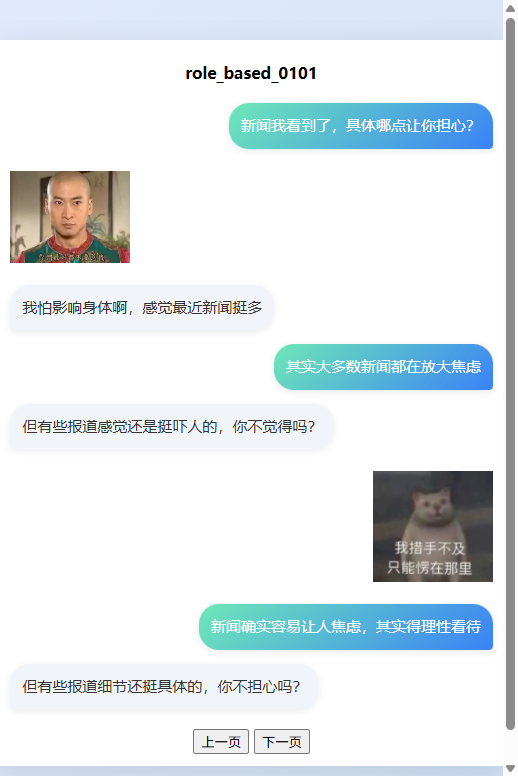 role_based_0101
新闻我看到了，具体哪点让你担心？
我怕影响身体啊，感觉最近新闻挺多
其实大多数新闻都在放大焦虑
但有些报道感觉还是挺吓人的，你不觉得吗？
我措手不及
只能愣在那里
新闻确实容易让人焦虑，其实得理性看待
但有些报道细节还挺具体的，你不担心吗？
上一页 下一页